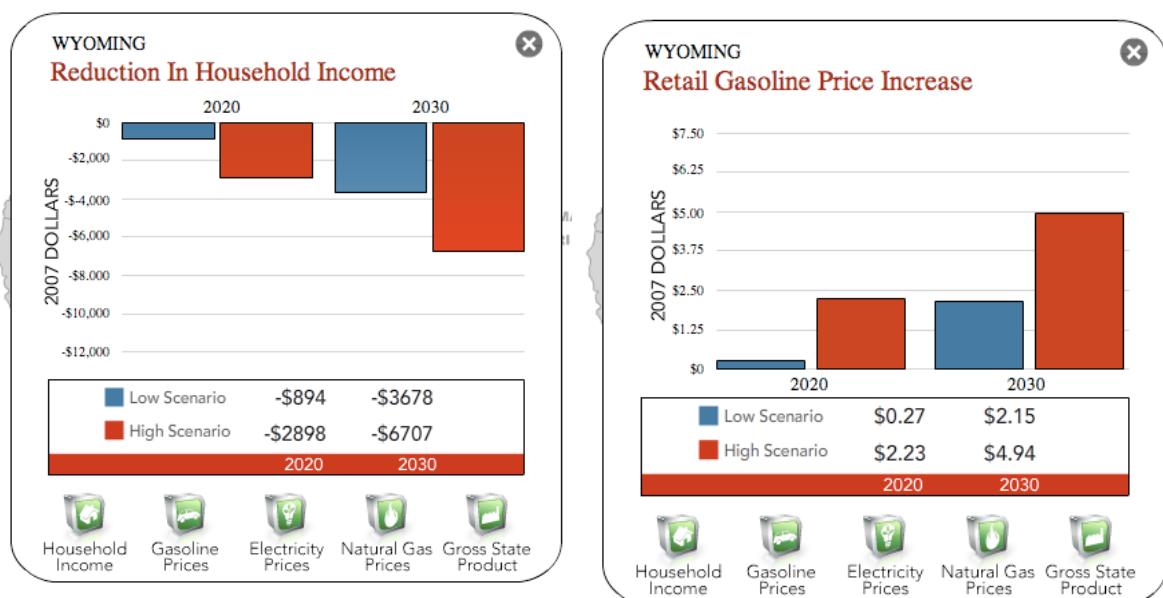 WYOMING
Reduction In Household Income
2020 2030
$0
-$2,000
-$4,000
-$6,000
-$8.000
-$10,000
-$12,000
2007 DOLLARS
Low Scenario -$894 -$3678
High Scenario -$2898 -$6707
2020 2030
Household Income
Gasoline Prices
Electricity Prices
Natural Gas Prices
Gross State Product
WYOMING
Retail Gasoline Price Increase
$7.50
$6.25
$5.00
$3.75
$2.50
$1.25
$0
2007 DOLLARS
2020 2030
Low Scenario $0.27 $2.15
High Scenario $2.23 $4.94
2020 2030
Household Income
Gasoline Prices
Electricity Prices
Natural Gas Prices
Gross State Product